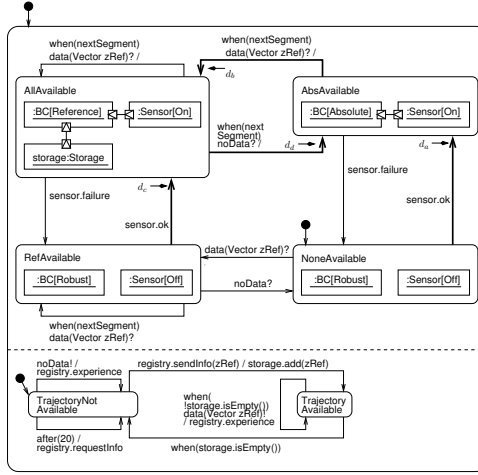 when(nextSegment)
data(Vector zRef)? /
when(nextSegment)
data(Vector zRef)? /
d_b
AllAvailable
:BC[Reference]
:Sensor[On]
storage:Storage
AbsAvailable
:BC[Absolute]
:Sensor[On]
when(next
Segment)
noData? /
d_d
d_a
sensor.failure
d_c
sensor.ok
sensor.failure
sensor.ok
RefAvailable
:BC[Robust]
:Sensor[Off]
data(Vector zRef)?
noData?
NoneAvailable
:BC[Robust]
:Sensor[Off]
when(nextSegment)
data(Vector zRef)?
noData! /
registry.experience
registry.sendInfo(zRef) / storage.add(zRef)
TrajectoryNot
Available
when(
!storage.isEmpty())
data(Vector zRef)!
/ registry.experience
Trajectory
Available
after(20) /
registry.requestInfo
when(storage.isEmpty())